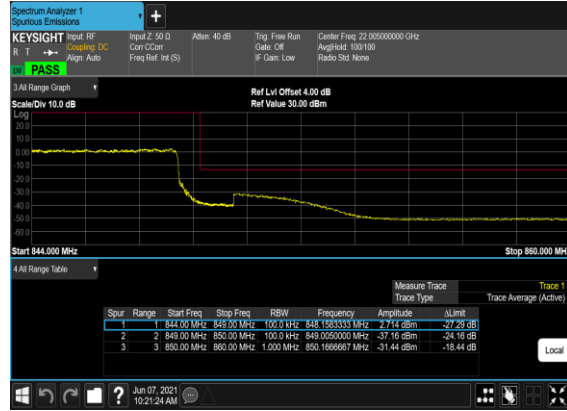 Spectrum Analyzer 1
Spurious Emissions
+
KEYSIGHT Input: RF Input Z: 50 Ω Atten: 40 dB Trig: Free Run Center Freq: 22.005000000 GHz
R T Coupling: DC Corr CCorr Gate: Off Avg|Hold: 100/100
Align: Auto Freq Ref: Int (S) IF Gain: Low Radio Std: None
PASS
3 All Range Graph
Ref Lvl Offset 4.00 dB
Scale/Div 10.0 dB Ref Value 30.00 dBm
Log
20.0
10.0
0.00
-10.0
-20.0
-30.0
-40.0
-50.0
-60.0
Start 844.000 MHz Stop 860.000 MH
4 All Range Table
Measure Trace Trace 1
Trace Type Trace Average (Active)
Spur Range Start Freq Stop Freq RBW Frequency Amplitude ΔLimit
1 1 844.00 MHz 849.00 MHz 100.0 kHz 848.1583333 MHz 2.714 dBm -27.29 dB
2 2 849.00 MHz 850.00 MHz 100.0 kHz 849.0050000 MHz -37.16 dBm -24.16 dB
3 3 850.00 MHz 860.00 MHz 1.000 MHz 850.1666667 MHz -31.44 dBm -18.44 dB
Local
? Jun 07, 2021
10:21:24 AM